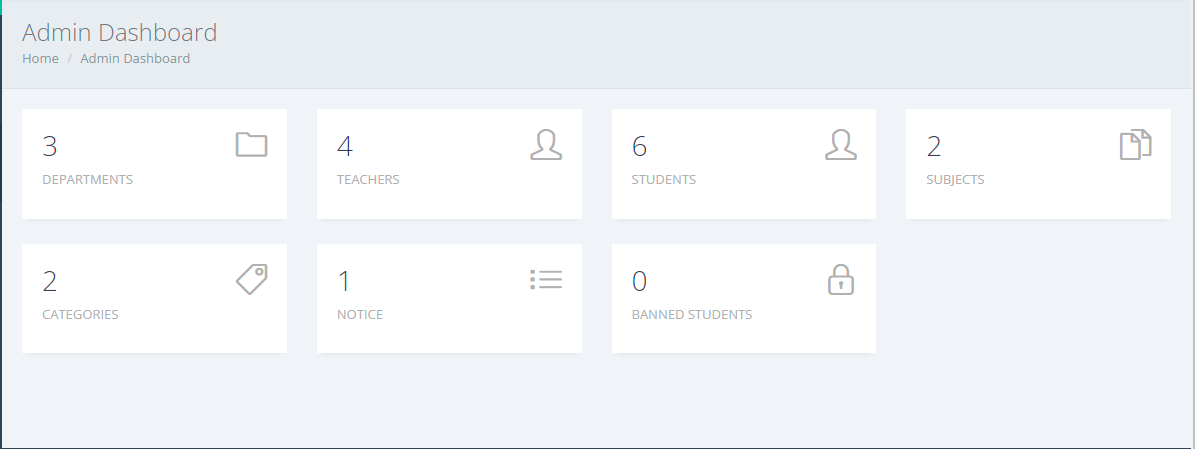 Admin Dashboard
Home / Admin Dashboard
3
DEPARTMENTS
4
TEACHERS
6
STUDENTS
2
SUBJECTS
2
CATEGORIES
1
NOTICE
0
BANNED STUDENTS